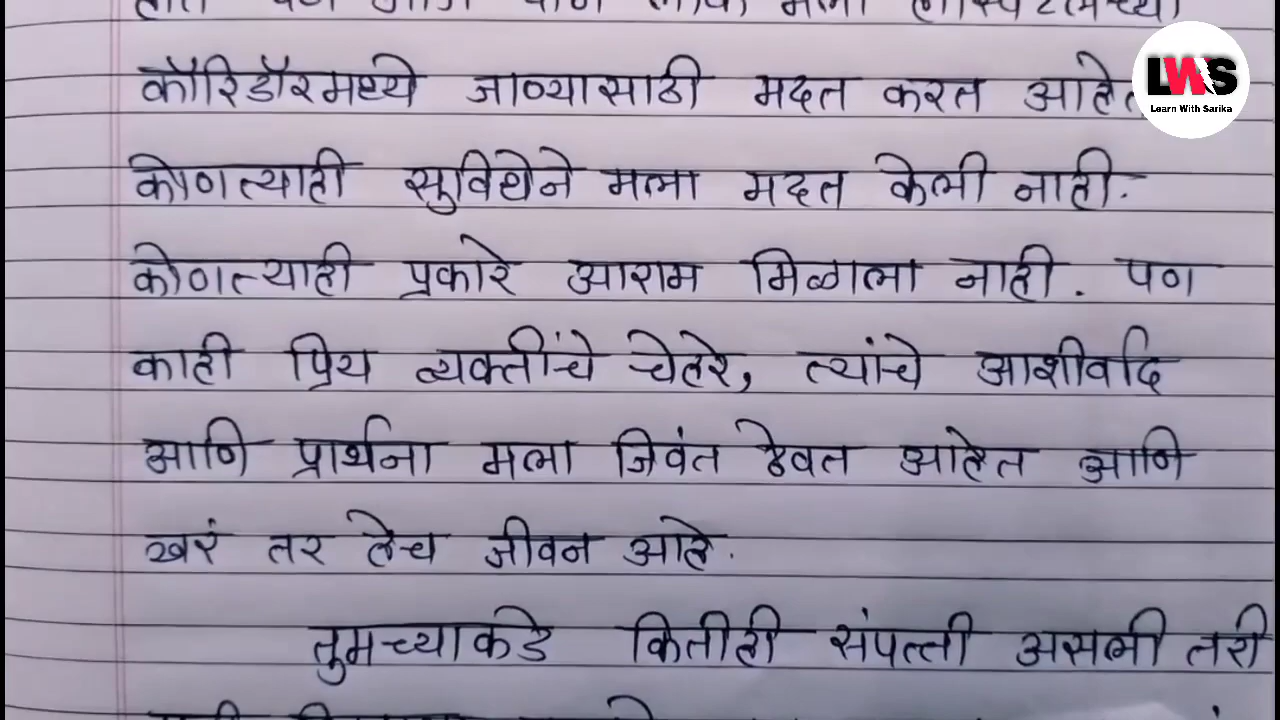 कॉरिडॉरमध्ये जाण्यासाठी मदत करत आहेत
कोणत्याही सुविधेने मला मदत केली नाही.
कोणत्याही प्रकारे आराम मिळाला नाही. पण
काही प्रिय व्यक्तींचे चेहरे, त्यांचे आशीर्वाद
आणि प्रार्थना मला जिवंत ठेवत आहेत आणि
खरं तर हेच जीवन आहे.
तुमच्याकडे कितीही संपत्ती असली तरी
LWS
Learn With Sarika